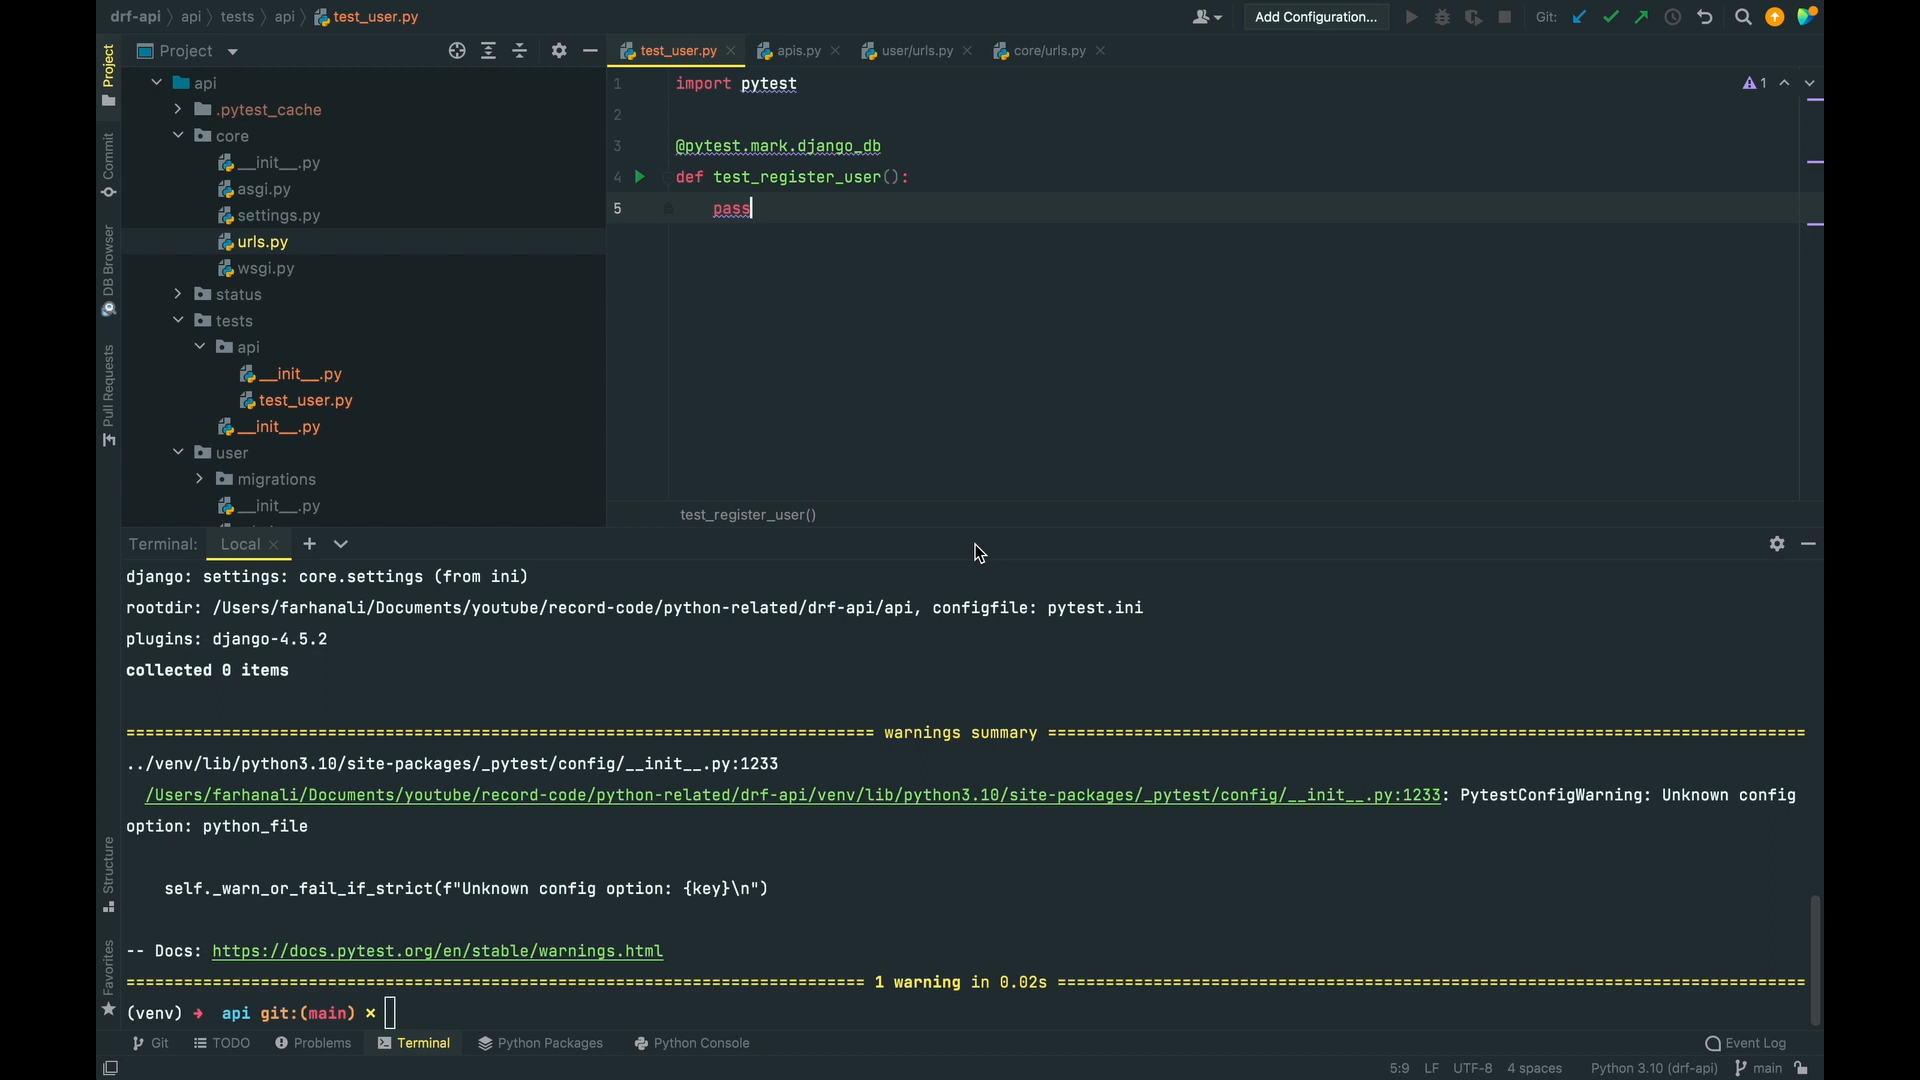 drf-api api tests api test_user.py Add Configuration... Git:
Project
test_user.py apis.py user/urls.py core/urls.py
api
.pytest_cache
core
__init__.py
asgi.py
settings.py
urls.py
wsgi.py
status
tests
api
__init__.py
test_user.py
__init__.py
user
migrations
__init__.py
1 import pytest
2
3 @pytest.mark.django_db
4 def test_register_user():
5 pass
1
test_register_user()
Project
Commit
DB Browser
Pull Requests
Structure
Favorites
Terminal: Local
django: settings: core.settings (from ini)
rootdir: /Users/farhanali/Documents/youtube/record-code/python-related/drf-api/api, configfile: pytest.ini
plugins: django-4.5.2
collected 0 items
warnings summary
../venv/lib/python3.10/site-packages/_pytest/config/__init__.py:1233
/Users/farhanali/Documents/youtube/record-code/python-related/drf-api/venv/lib/python3.10/site-packages/_pytest/config/__init__.py:1233: PytestConfigWarning: Unknown config
option: python_file
self._warn_or_fail_if_strict(f"Unknown config option: {key}\n")
-- Docs: https://docs.pytest.org/en/stable/warnings.html
1 warning in 0.02s
(venv) ➜ api git:(main) ×
Git TODO Problems Terminal Python Packages Python Console Event Log
5:9 LF UTF-8 4 spaces Python 3.10 (drf-api) main